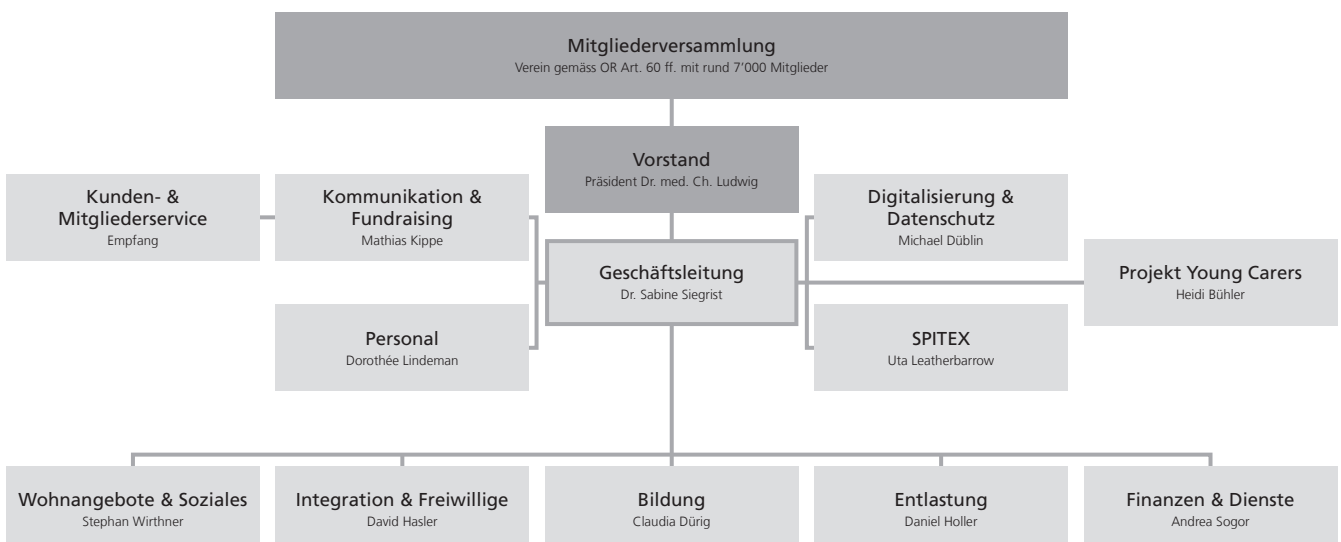 Mitgliederversammlung
Verein gemäss OR Art. 60 ff. mit rund 7’000 Mitglieder
Vorstand
Präsident Dr. med. Ch. Ludwig
Kunden- &
Mitgliederservice
Empfang
Kommunikation &
Fundraising
Mathias Kippe
Digitalisierung &
Datenschutz
Michael Düblin
Geschäftsleitung
Dr. Sabine Siegrist
Projekt Young Carers
Heidi Bühler
Personal
Dorothée Lindeman
SPITEX
Uta Leatherbarrow
Wohnangebote & Soziales
Stephan Wirthner
Integration & Freiwillige
David Hasler
Bildung
Claudia Dürig
Entlastung
Daniel Holler
Finanzen & Dienste
Andrea Sogor